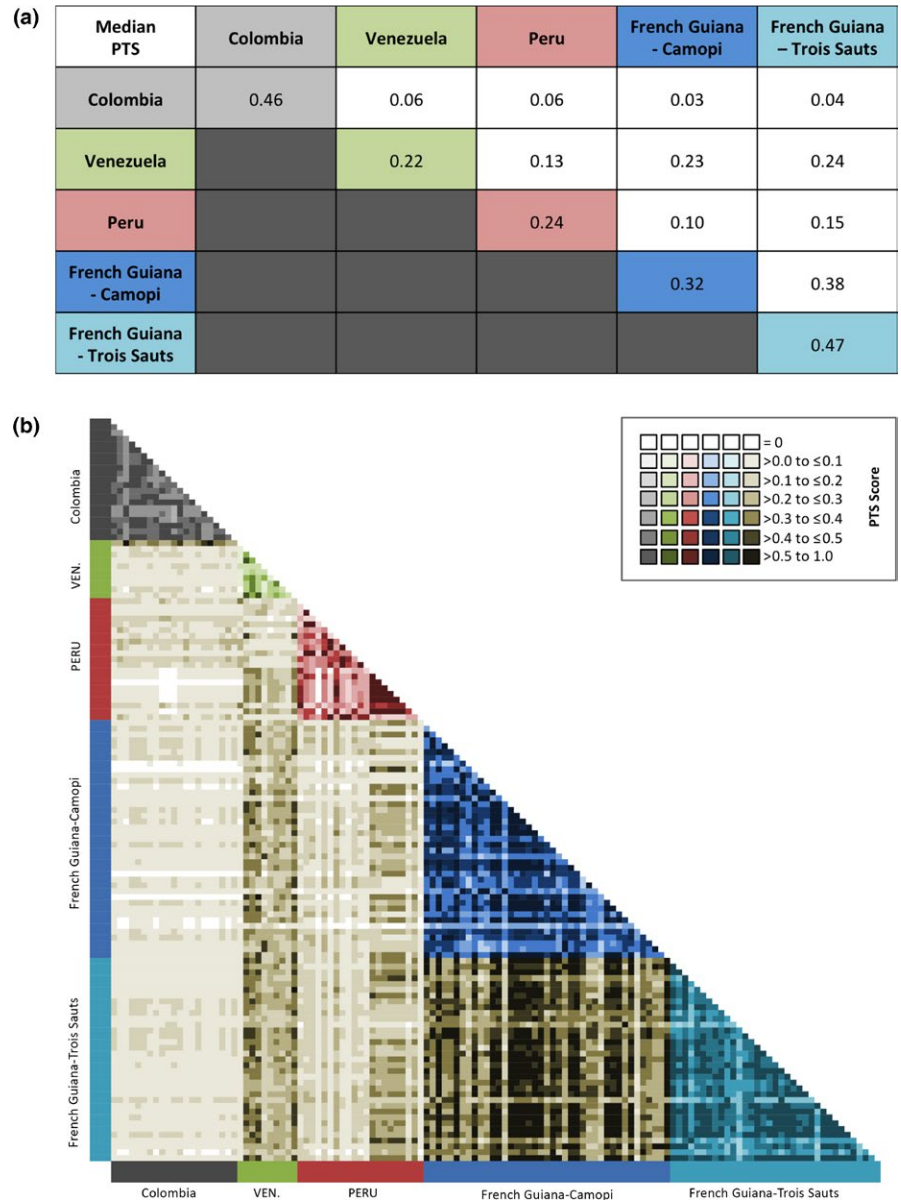 (a)
Median PTS Colombia Venezuela Peru French Guiana - Camopi French Guiana – Trois Sauts
Colombia 0.46 0.06 0.06 0.03 0.04
Venezuela 0.22 0.13 0.23 0.24
Peru 0.24 0.10 0.15
French Guiana - Camopi 0.32 0.38
French Guiana - Trois Sauts 0.47
(b)
= 0
>0.0 to ≤0.1
>0.1 to ≤0.2
>0.2 to ≤0.3
>0.3 to ≤0.4
>0.4 to ≤0.5
>0.5 to 1.0
PTS Score
Colombia
VEN.
PERU
French Guiana-Camopi
French Guiana-Trois Sauts
Colombia VEN. PERU French Guiana-Camopi French Guiana-Trois Sauts